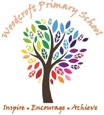 Woodcroft Primary School
Inspire • Encourage • Achieve